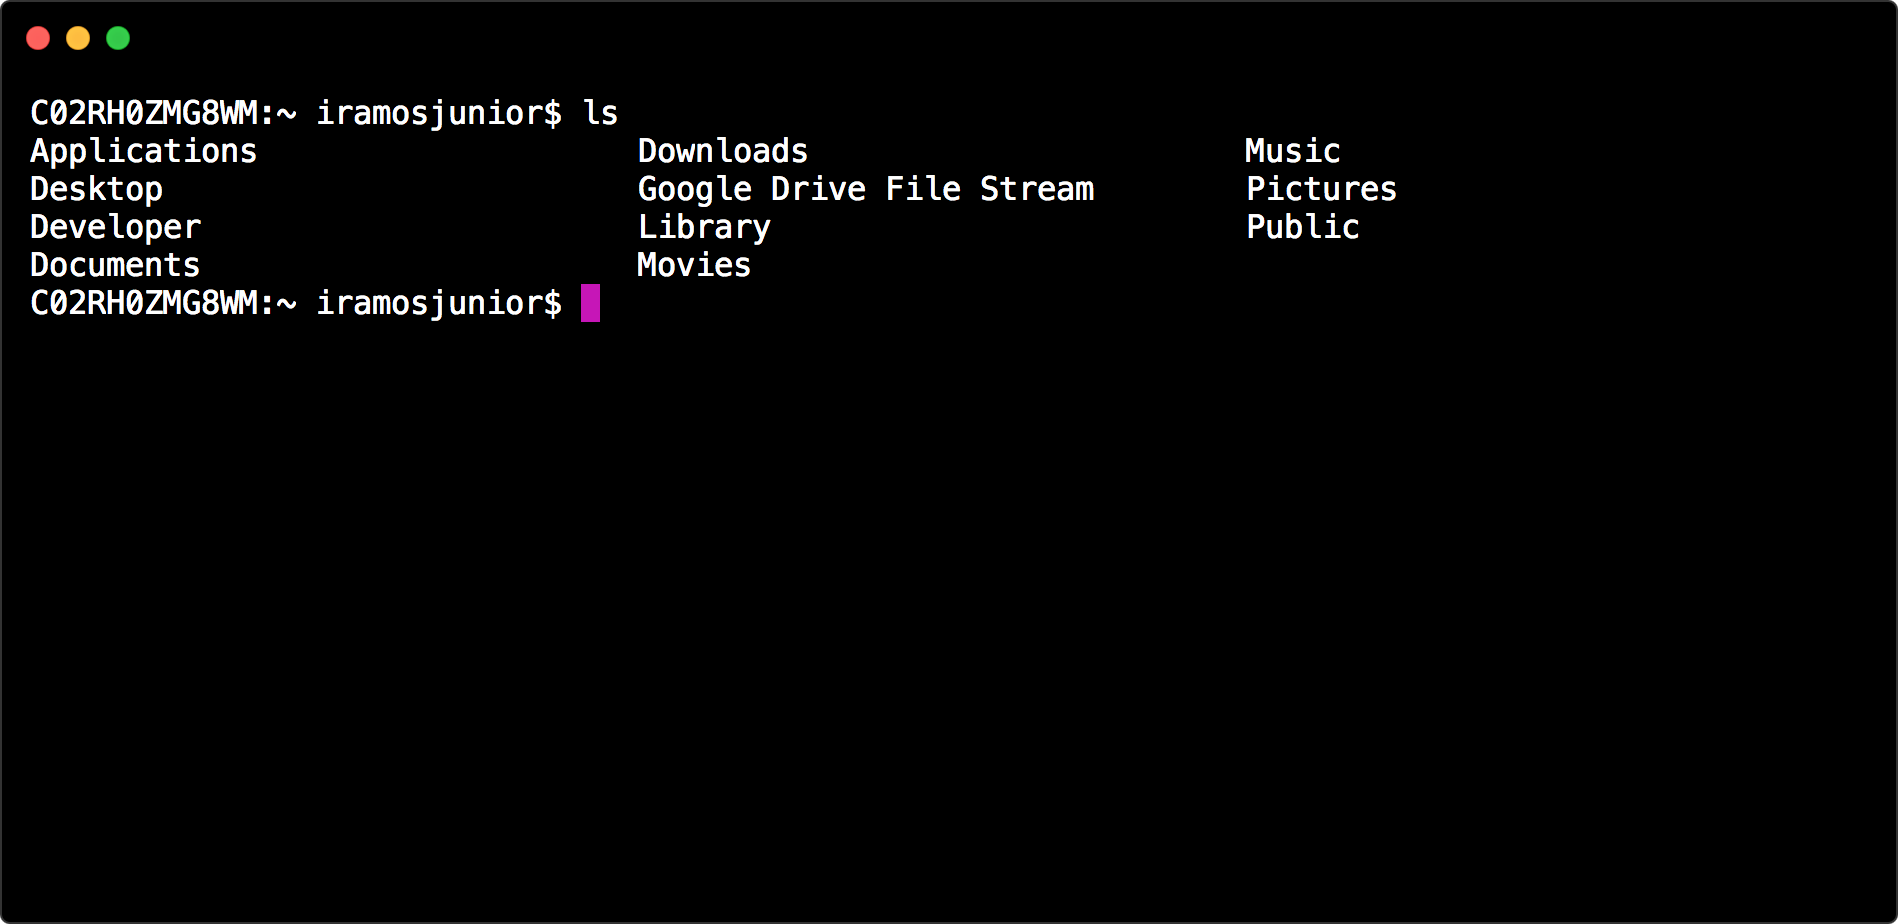 C02RH0ZMG8WM:~ iramosjunior$ ls
Applications Downloads Music
Desktop Google Drive File Stream Pictures
Developer Library Public
Documents Movies
C02RH0ZMG8WM:~ iramosjunior$